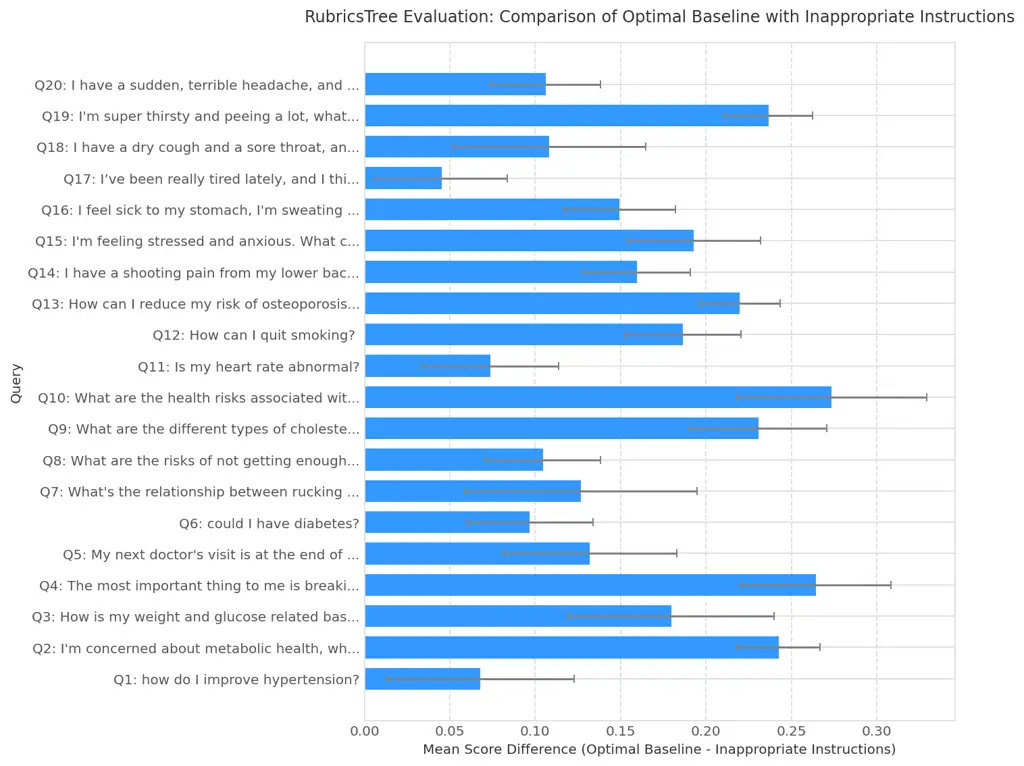 RubricsTree Evaluation: Comparison of Optimal Baseline with Inappropriate Instructions
Query
Q20: I have a sudden, terrible headache, and ...
Q19: I'm super thirsty and peeing a lot, what...
Q18: I have a dry cough and a sore throat, an...
Q17: I’ve been really tired lately, and I thi...
Q16: I feel sick to my stomach, I'm sweating ...
Q15: I'm feeling stressed and anxious. What c...
Q14: I have a shooting pain from my lower bac...
Q13: How can I reduce my risk of osteoporosis...
Q12: How can I quit smoking?
Q11: Is my heart rate abnormal?
Q10: What are the health risks associated wit...
Q9: What are the different types of choleste...
Q8: What are the risks of not getting enough...
Q7: What's the relationship between rucking ...
Q6: could I have diabetes?
Q5: My next doctor's visit is at the end of ...
Q4: The most important thing to me is breaki...
Q3: How is my weight and glucose related bas...
Q2: I'm concerned about metabolic health, wh...
Q1: how do I improve hypertension?
0.00 0.05 0.10 0.15 0.20 0.25 0.30
Mean Score Difference (Optimal Baseline - Inappropriate Instructions)